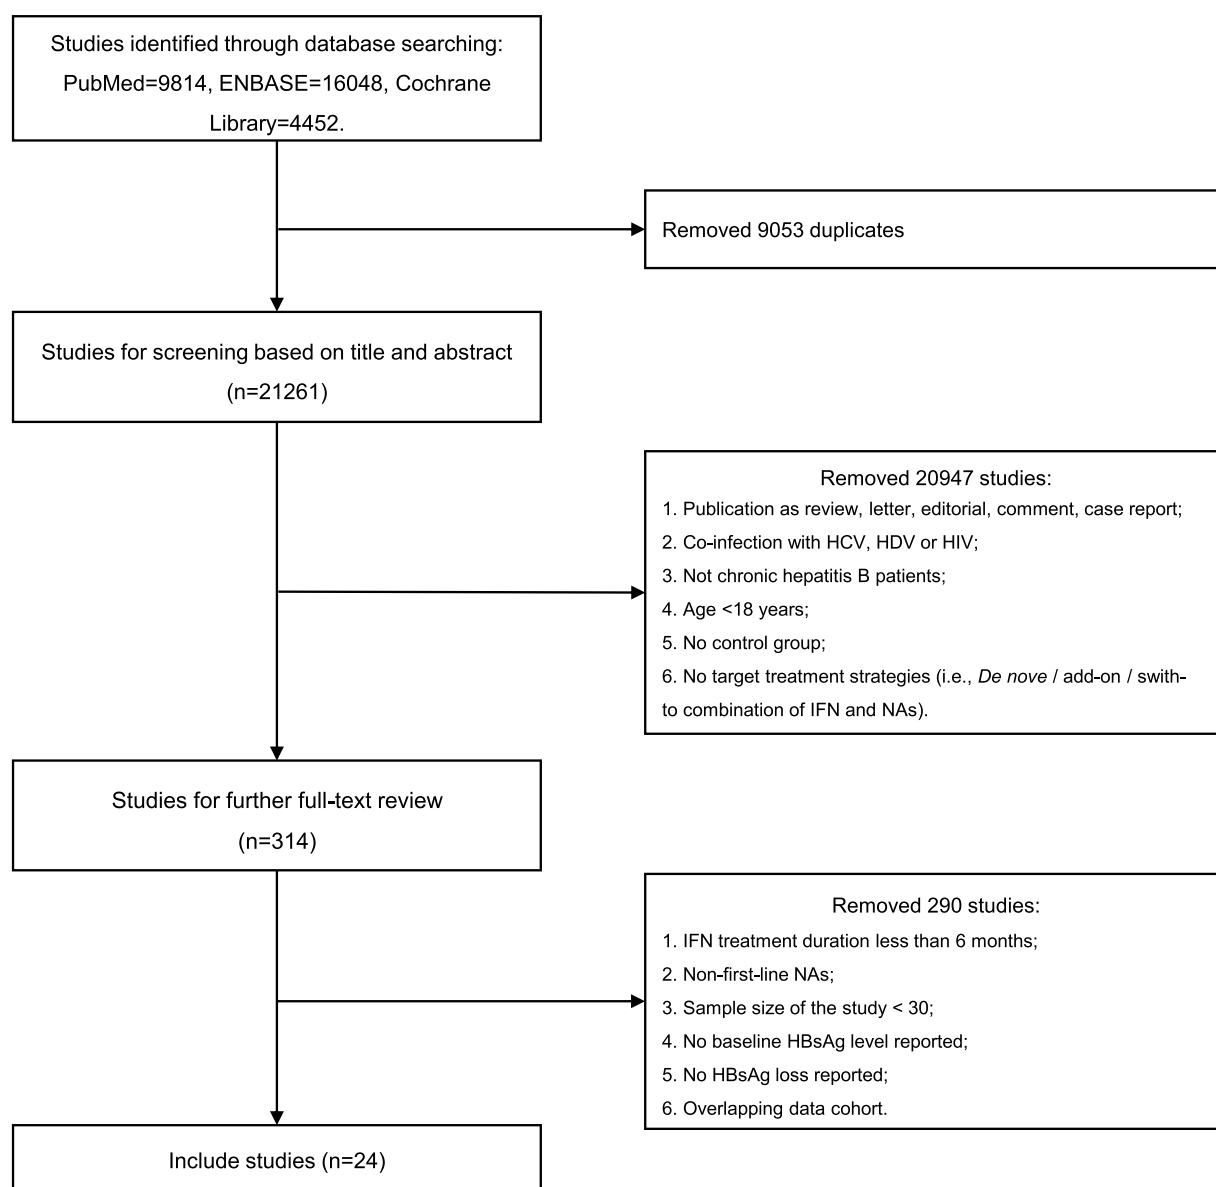 Studies identified through database searching:
PubMed=9814, ENBASE=16048, Cochrane
Library=4452.
Removed 9053 duplicates
Studies for screening based on title and abstract
(n=21261)
Removed 20947 studies:
1. Publication as review, letter, editorial, comment, case report;
2. Co-infection with HCV, HDV or HIV;
3. Not chronic hepatitis B patients;
4. Age <18 years;
5. No control group;
6. No target treatment strategies (i.e., De nove / add-on / swith-
to combination of IFN and NAs).
Studies for further full-text review
(n=314)
Removed 290 studies:
1. IFN treatment duration less than 6 months;
2. Non-first-line NAs;
3. Sample size of the study < 30;
4. No baseline HBsAg level reported;
5. No HBsAg loss reported;
6. Overlapping data cohort.
Include studies (n=24)